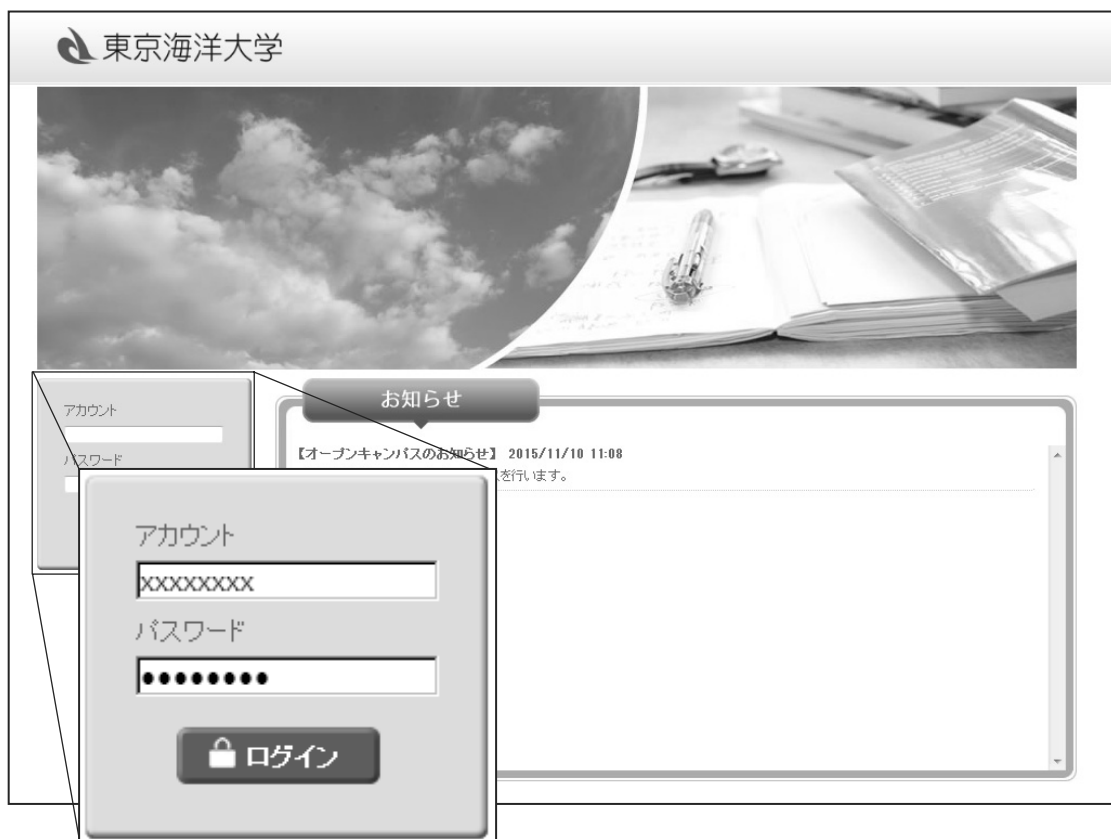 東京海洋大学
アカウント
パスワード
お知らせ
【オープンキャンパスのお知らせ】 2015/11/10 11:08
を行います。
アカウント
xxxxxxxx
パスワード
●●●●●●●●
ログイン